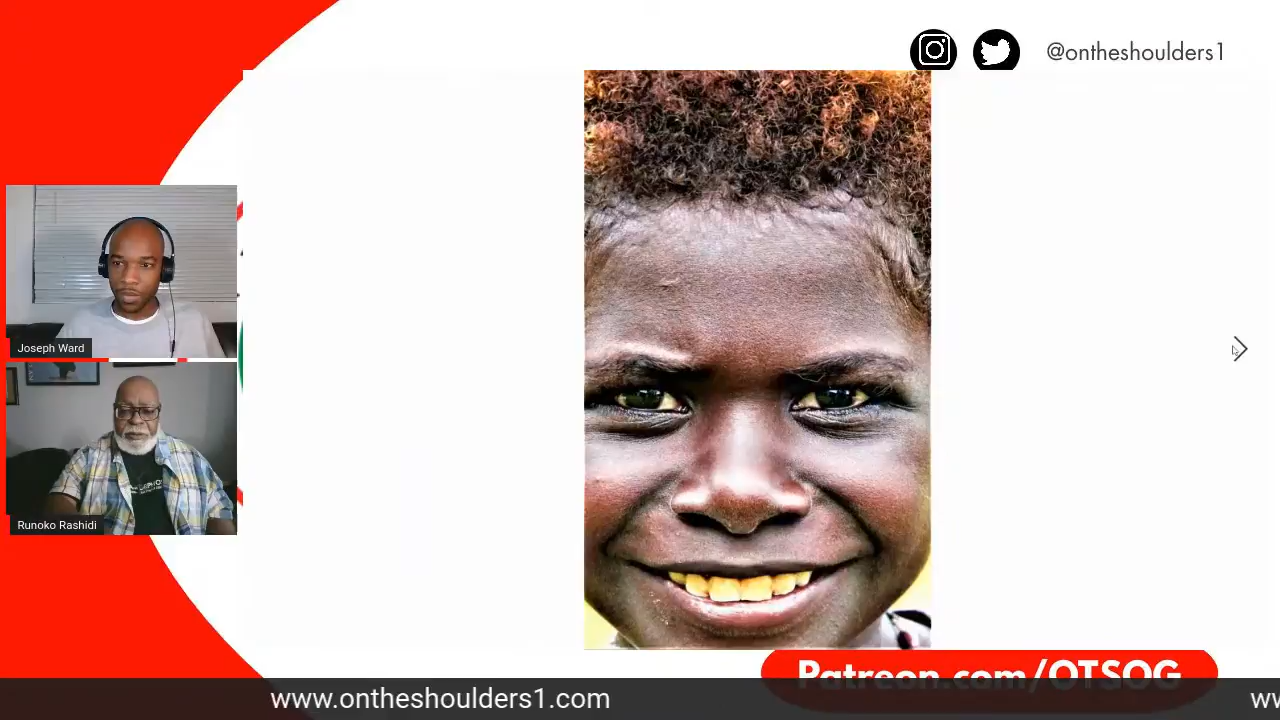 @ontheshoulders1
Joseph Ward
Runoko Rashidi
Patreon.com/OTSOG
www.ontheshoulders1.com